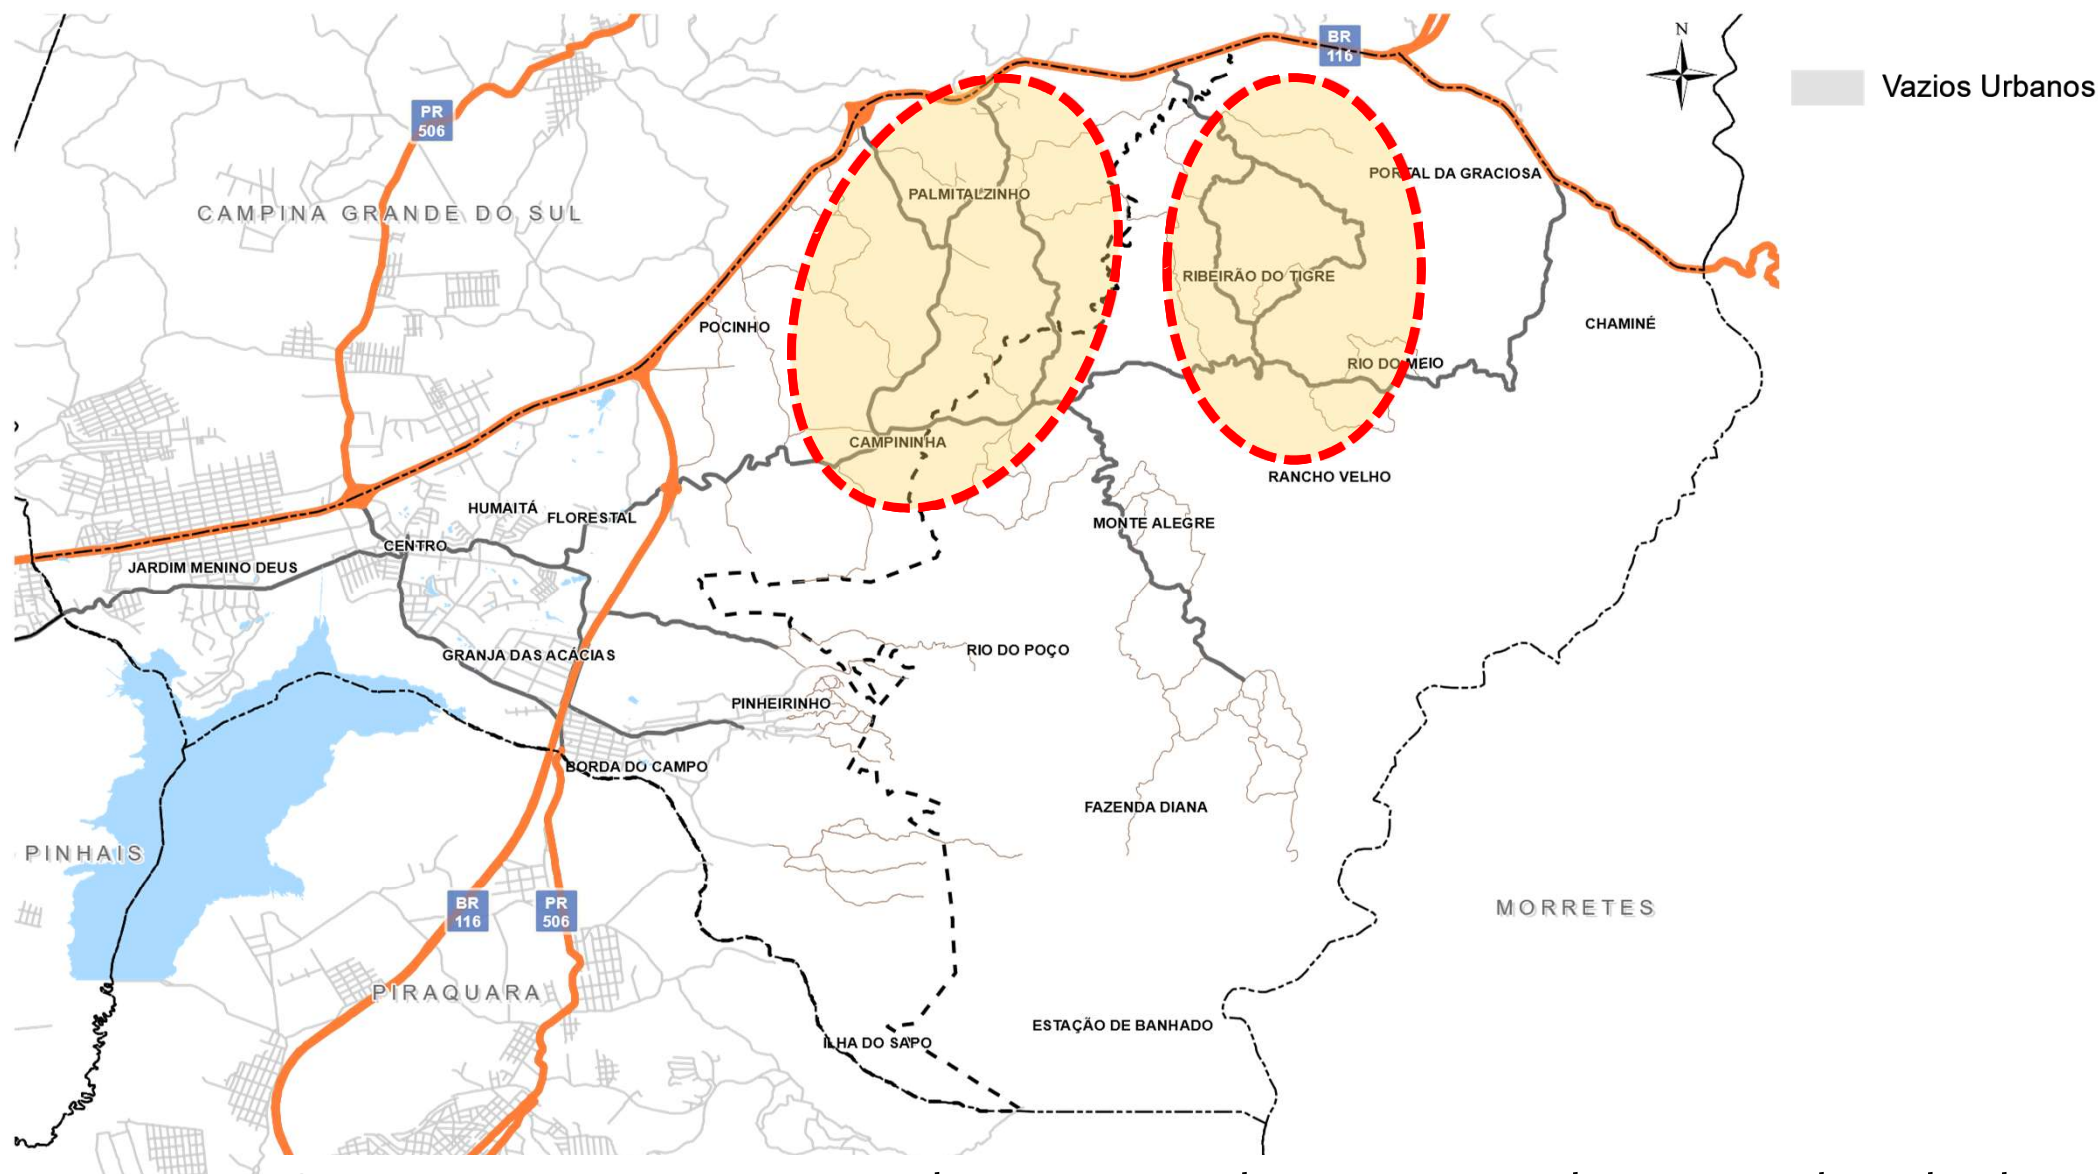 N
BR
116
Vazios Urbanos
PR
506
PORTAL DA GRACIOSA
PALMITALZINHO
CAMPINA GRANDE DO SUL
RIBEIRÃO DO TIGRE
POCINHO
CHAMINÉ
RIO DO MEIO
CAMPININHA
RANCHO VELHO
HUMAITÁ
FLORESTAL
MONTE ALEGRE
CENTRO
JARDIM MENINO DEUS
RIO DO POÇO
GRANJA DAS ACÁCIAS
PINHEIRINHO
BORDA DO CAMPO
FAZENDA DIANA
PINHAIS
BR
116
PR
506
MORRETES
PIRAQUARA
ESTAÇÃO DE BANHADO
ILHA DO SAPO